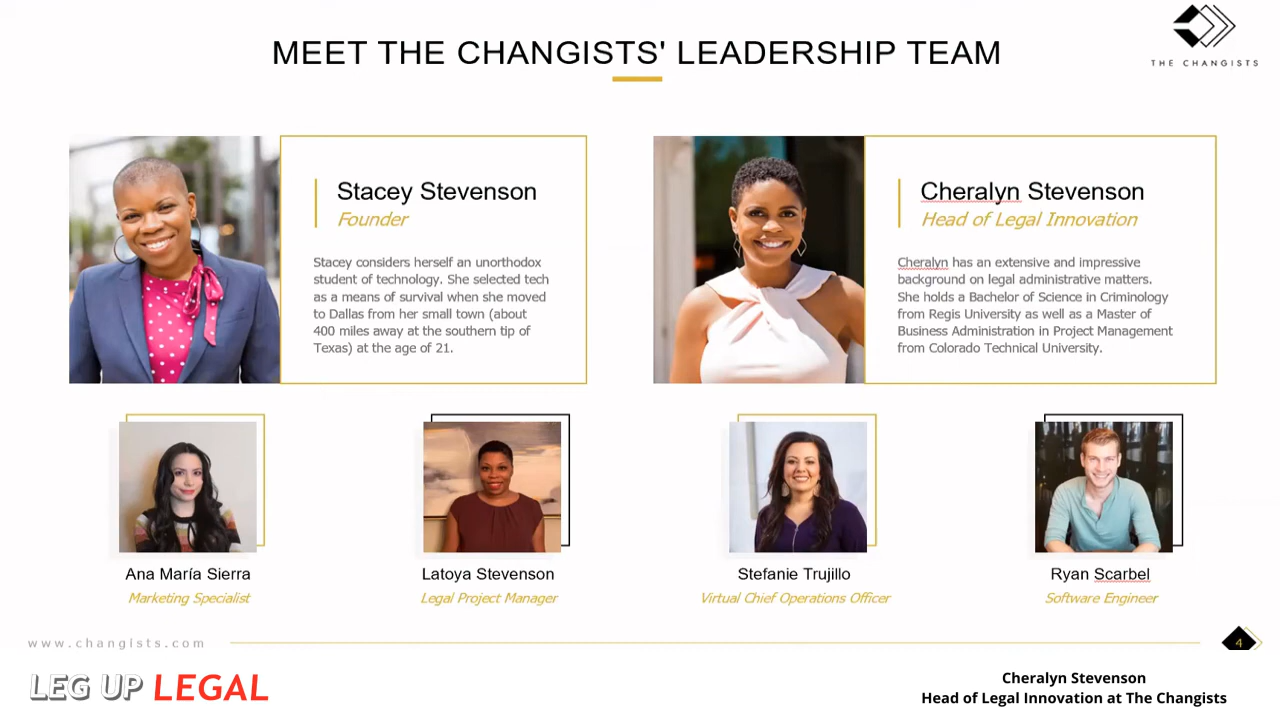 MEET THE CHANGISTS' LEADERSHIP TEAM
THE CHANGISTS
Stacey Stevenson
Founder
Stacey considers herself an unorthodox
student of technology. She selected tech
as a means of survival when she moved
to Dallas from her small town (about
400 miles away at the southern tip of
Texas) at the age of 21.
Cheralyn Stevenson
Head of Legal Innovation
Cheralyn has an extensive and impressive
background on legal administrative matters.
She holds a Bachelor of Science in Criminology
from Regis University as well as a Master of
Business Administration in Project Management
from Colorado Technical University.
Ana María Sierra
Marketing Specialist
Latoya Stevenson
Legal Project Manager
Stefanie Trujillo
Virtual Chief Operations Officer
Ryan Scarbel
Software Engineer
www.changists.com
4
LEG UP LEGAL
Cheralyn Stevenson
Head of Legal Innovation at The Changists